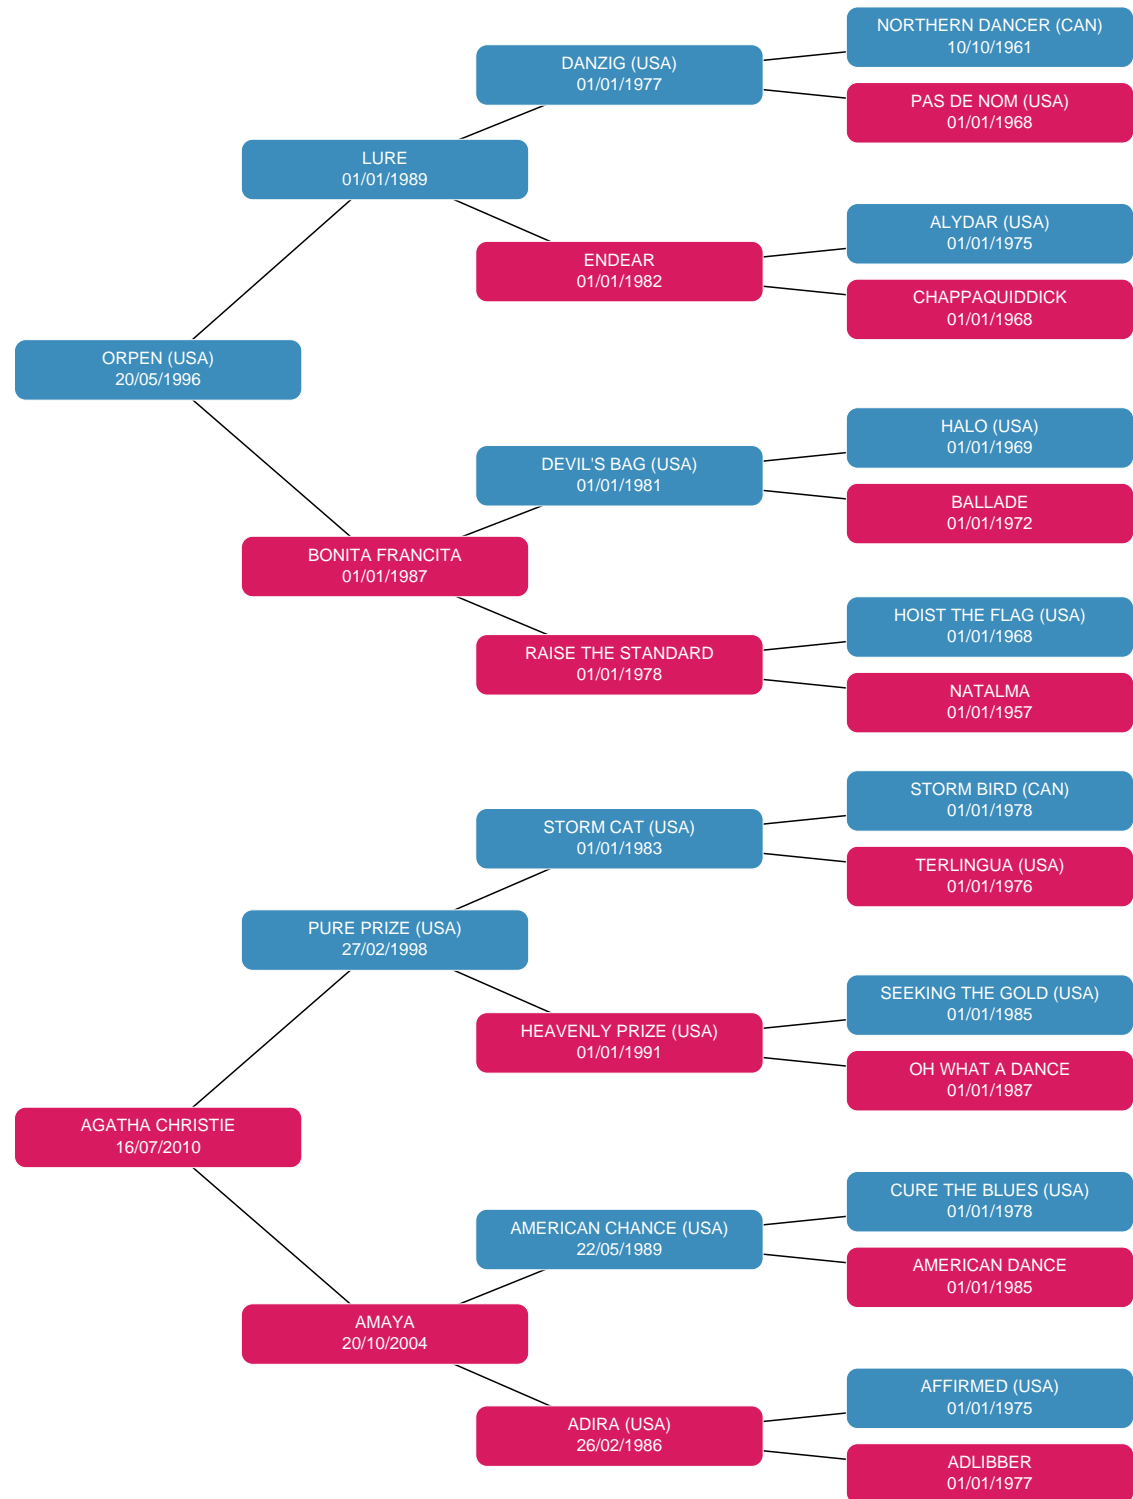 NORTHERN DANCER (CAN)
10/10/1961
DANZIG (USA)
01/01/1977
PAS DE NOM (USA)
01/01/1968
LURE
01/01/1989
ALYDAR (USA)
01/01/1975
ENDEAR
01/01/1982
CHAPPAQUIDDICK
01/01/1968
ORPEN (USA)
20/05/1996
HALO (USA)
01/01/1969
DEVIL'S BAG (USA)
01/01/1981
BALLADE
01/01/1972
BONITA FRANCITA
01/01/1987
HOIST THE FLAG (USA)
01/01/1968
RAISE THE STANDARD
01/01/1978
NATALMA
01/01/1957
STORM BIRD (CAN)
01/01/1978
STORM CAT (USA)
01/01/1983
TERLINGUA (USA)
01/01/1976
PURE PRIZE (USA)
27/02/1998
SEEKING THE GOLD (USA)
01/01/1985
HEAVENLY PRIZE (USA)
01/01/1991
OH WHAT A DANCE
01/01/1987
AGATHA CHRISTIE
16/07/2010
CURE THE BLUES (USA)
01/01/1978
AMERICAN CHANCE (USA)
22/05/1989
AMERICAN DANCE
01/01/1985
AMAYA
20/10/2004
AFFIRMED (USA)
01/01/1975
ADIRA (USA)
26/02/1986
ADLIBBER
01/01/1977